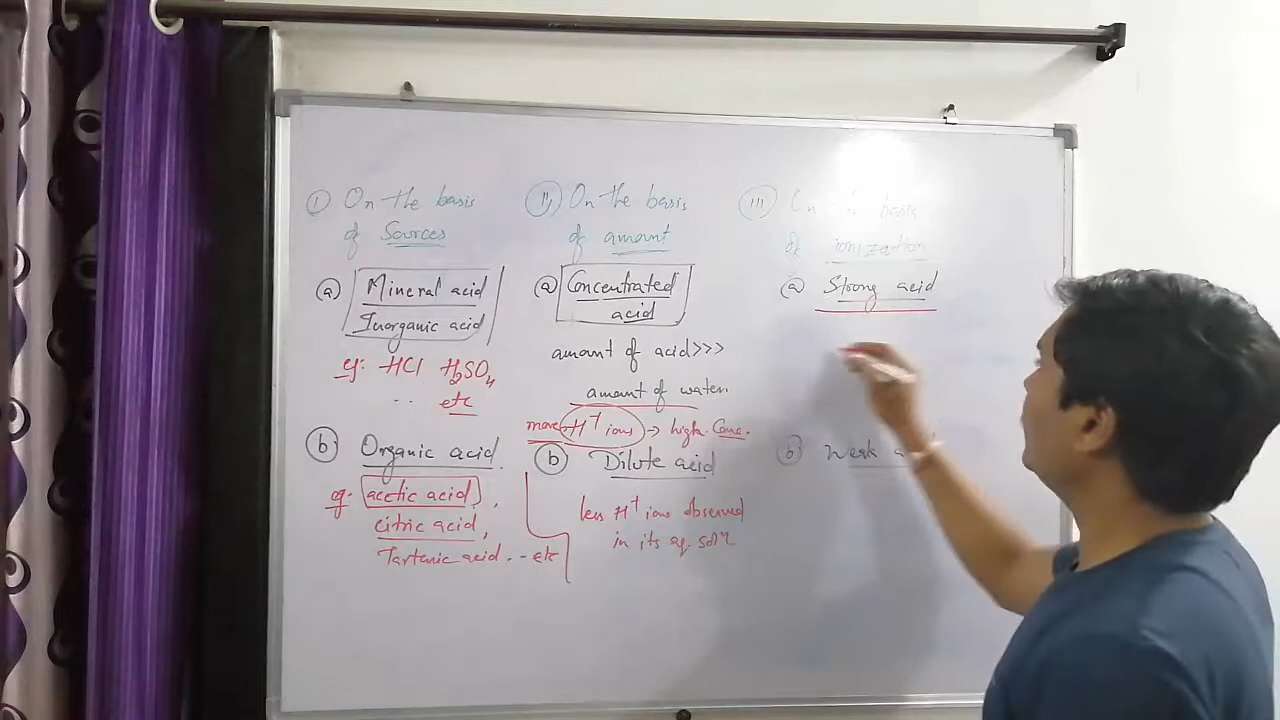 (i) On the basis
of Sources
(a) Mineral acid
Inorganic acid
eg: HCl H₂SO₄
.. etc
(b) Organic acid.
eg: acetic acid,
citric acid,
Tarteric acid. -- etc
(ii) On the basis
of amount
(a) Concentrated
acid
amount of acid>>>
amount of water.
more H⁺ ions → high Conc.
(b) Dilute acid
less H⁺ ions observed
in its aq. solⁿ
(iii) On the basis
of ionization
(a) Strong acid
(b) Weak